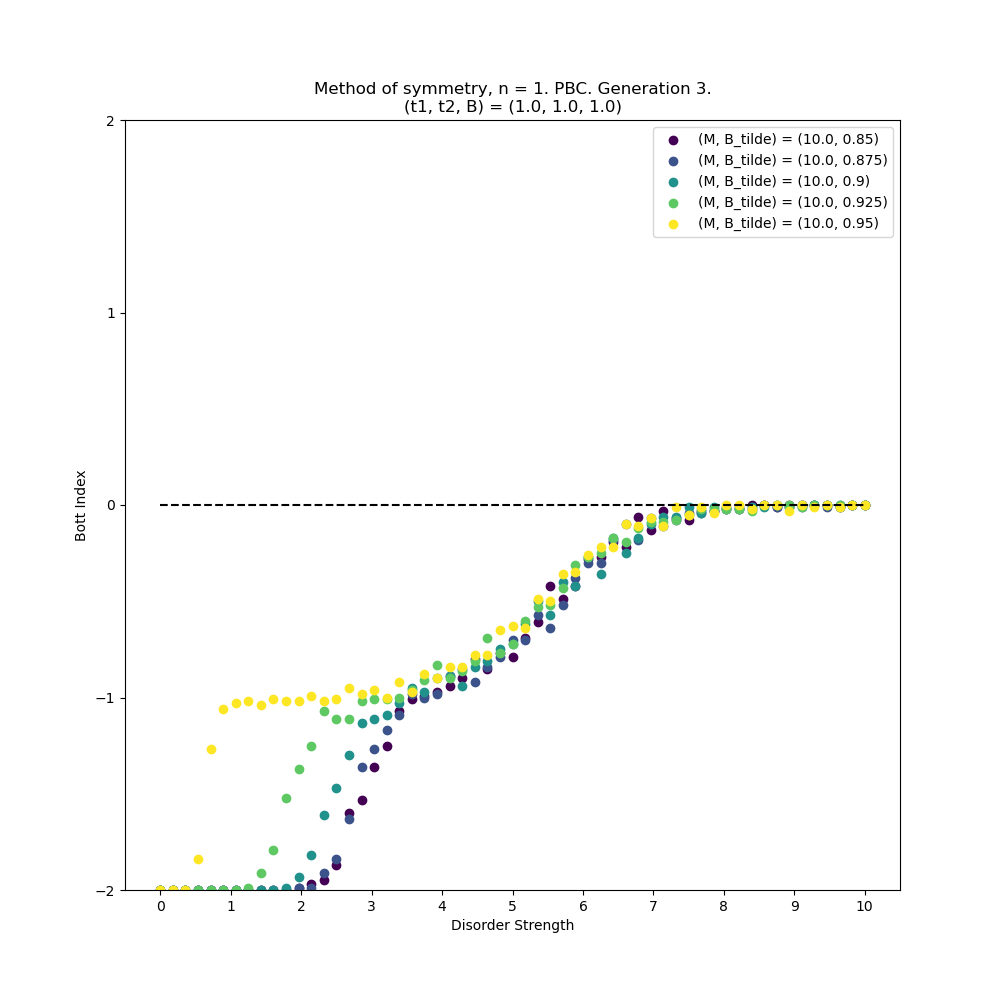 Method of symmetry, n = 1. PBC. Generation 3.
(t1, t2, B) = (1.0, 1.0, 1.0)
(M, B_tilde) = (10.0, 0.85)
(M, B_tilde) = (10.0, 0.875)
(M, B_tilde) = (10.0, 0.9)
(M, B_tilde) = (10.0, 0.925)
(M, B_tilde) = (10.0, 0.95)
Bott Index
2
1
0
−1
−2
0 1 2 3 4 5 6 7 8 9 10
Disorder Strength